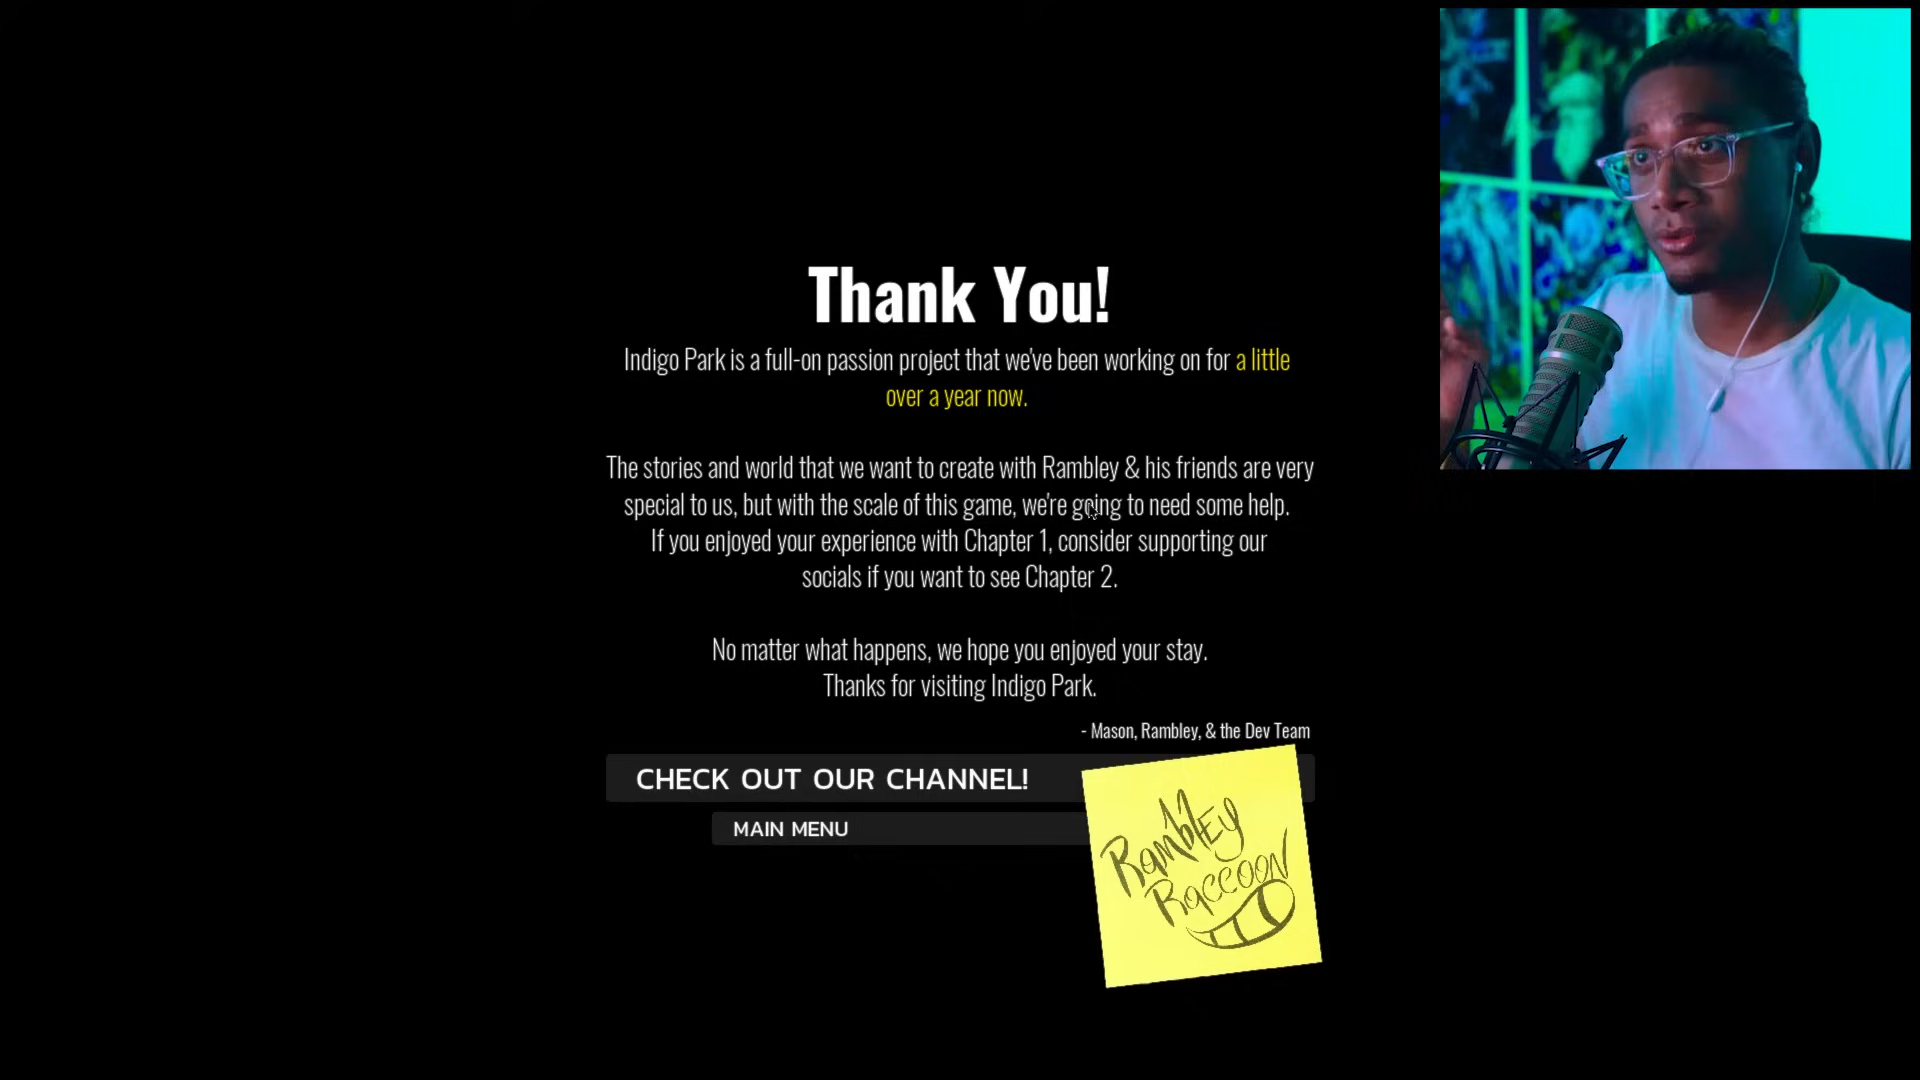 Thank You!
Indigo Park is a full-on passion project that we've been working on for a little
over a year now.
The stories and world that we want to create with Rambley & his friends are very
special to us, but with the scale of this game, we're going to need some help.
If you enjoyed your experience with Chapter 1, consider supporting our
socials if you want to see Chapter 2.
No matter what happens, we hope you enjoyed your stay.
Thanks for visiting Indigo Park.
- Mason, Rambley, & the Dev Team
CHECK OUT OUR CHANNEL!
MAIN MENU
Rambley
Raccoon